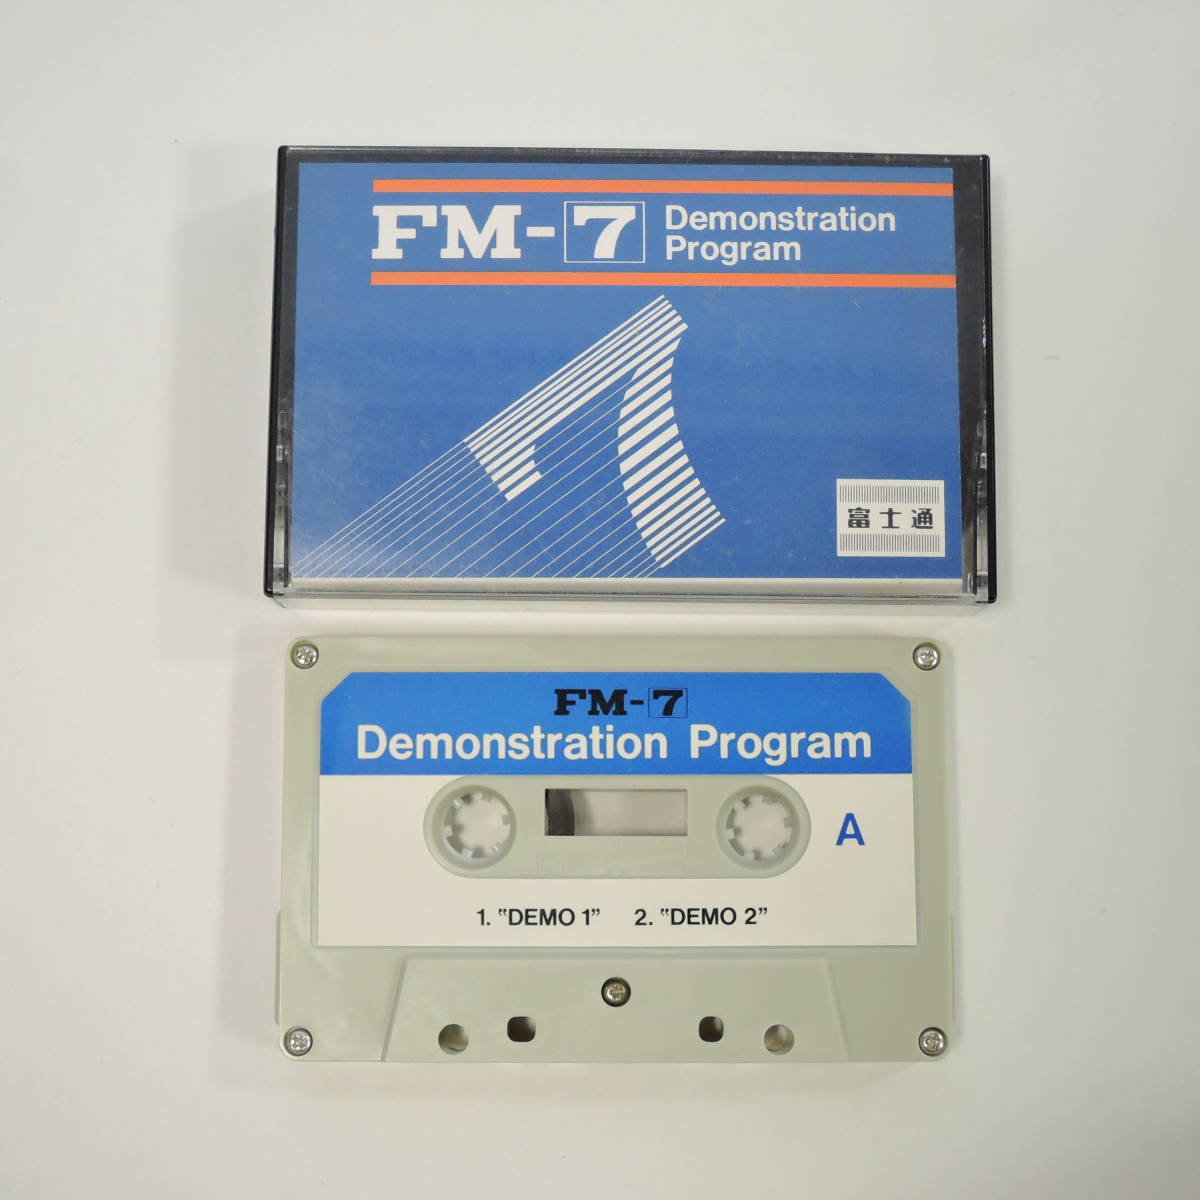 FM-7 Demonstration
Program
富士通
FM-7
Demonstration Program
A
1. "DEMO 1" 2. "DEMO 2"